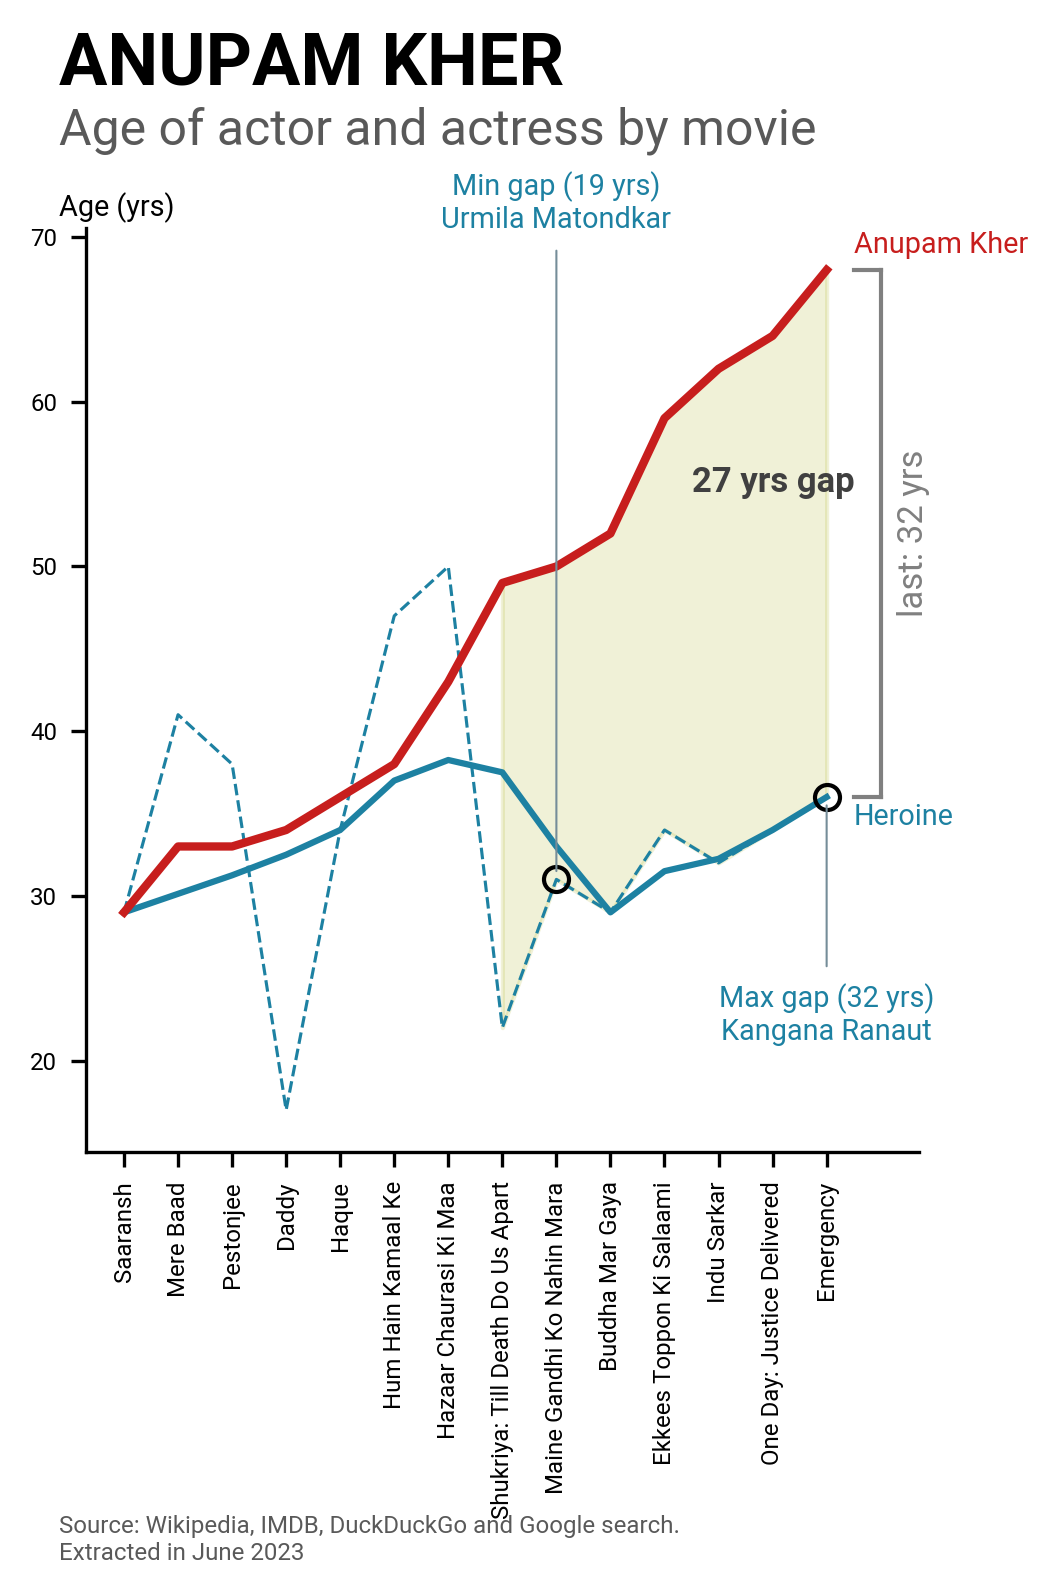 ANUPAM KHER
Age of actor and actress by movie
Min gap (19 yrs)
Urmila Matondkar
Age (yrs)
70
60
50
40
30
20
Anupam Kher
27 yrs gap
last: 32 yrs
Heroine
Max gap (32 yrs)
Kangana Ranaut
Saaransh
Mere Baad
Pestonjee
Daddy
Haque
Hum Hain Kamaal Ke
Hazaar Chaurasi Ki Maa
Shukriya: Till Death Do Us Apart
Maine Gandhi Ko Nahin Mara
Buddha Mar Gaya
Ekkees Toppon Ki Salaami
Indu Sarkar
One Day: Justice Delivered
Emergency
Source: Wikipedia, IMDB, DuckDuckGo and Google search.
Extracted in June 2023